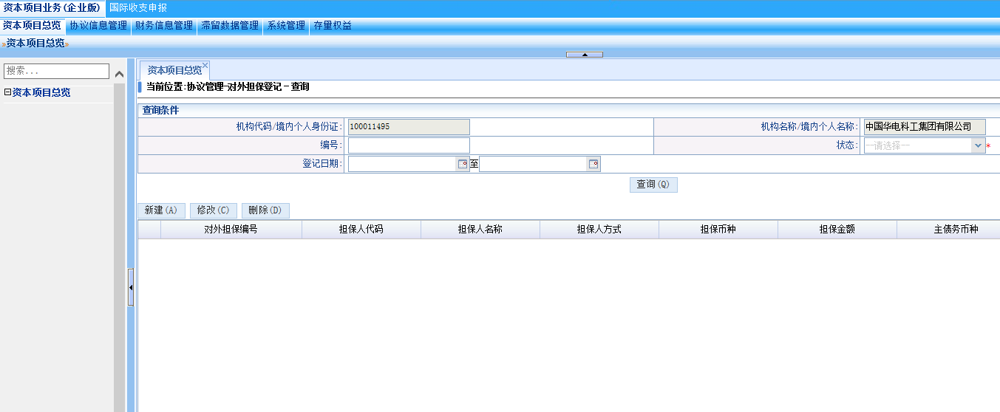 资本项目业务(企业版) 国际收支申报
资本项目总览 协议信息管理 财务信息管理 滞留数据管理 系统管理 存量权益
»资本项目总览»
搜索... 资本项目总览
资本项目总览
当前位置:协议管理-对外担保登记－查询
查询条件
机构代码/境内个人身份证: 100011495 机构名称/境内个人名称: 中国华电科工集团有限公司
编号: 状态: --请选择-- *
登记日期: 至
查询(Q)
新建(A) 修改(C) 删除(D)
对外担保编号 担保人代码 担保人名称 担保人方式 担保币种 担保金额 主债务币种